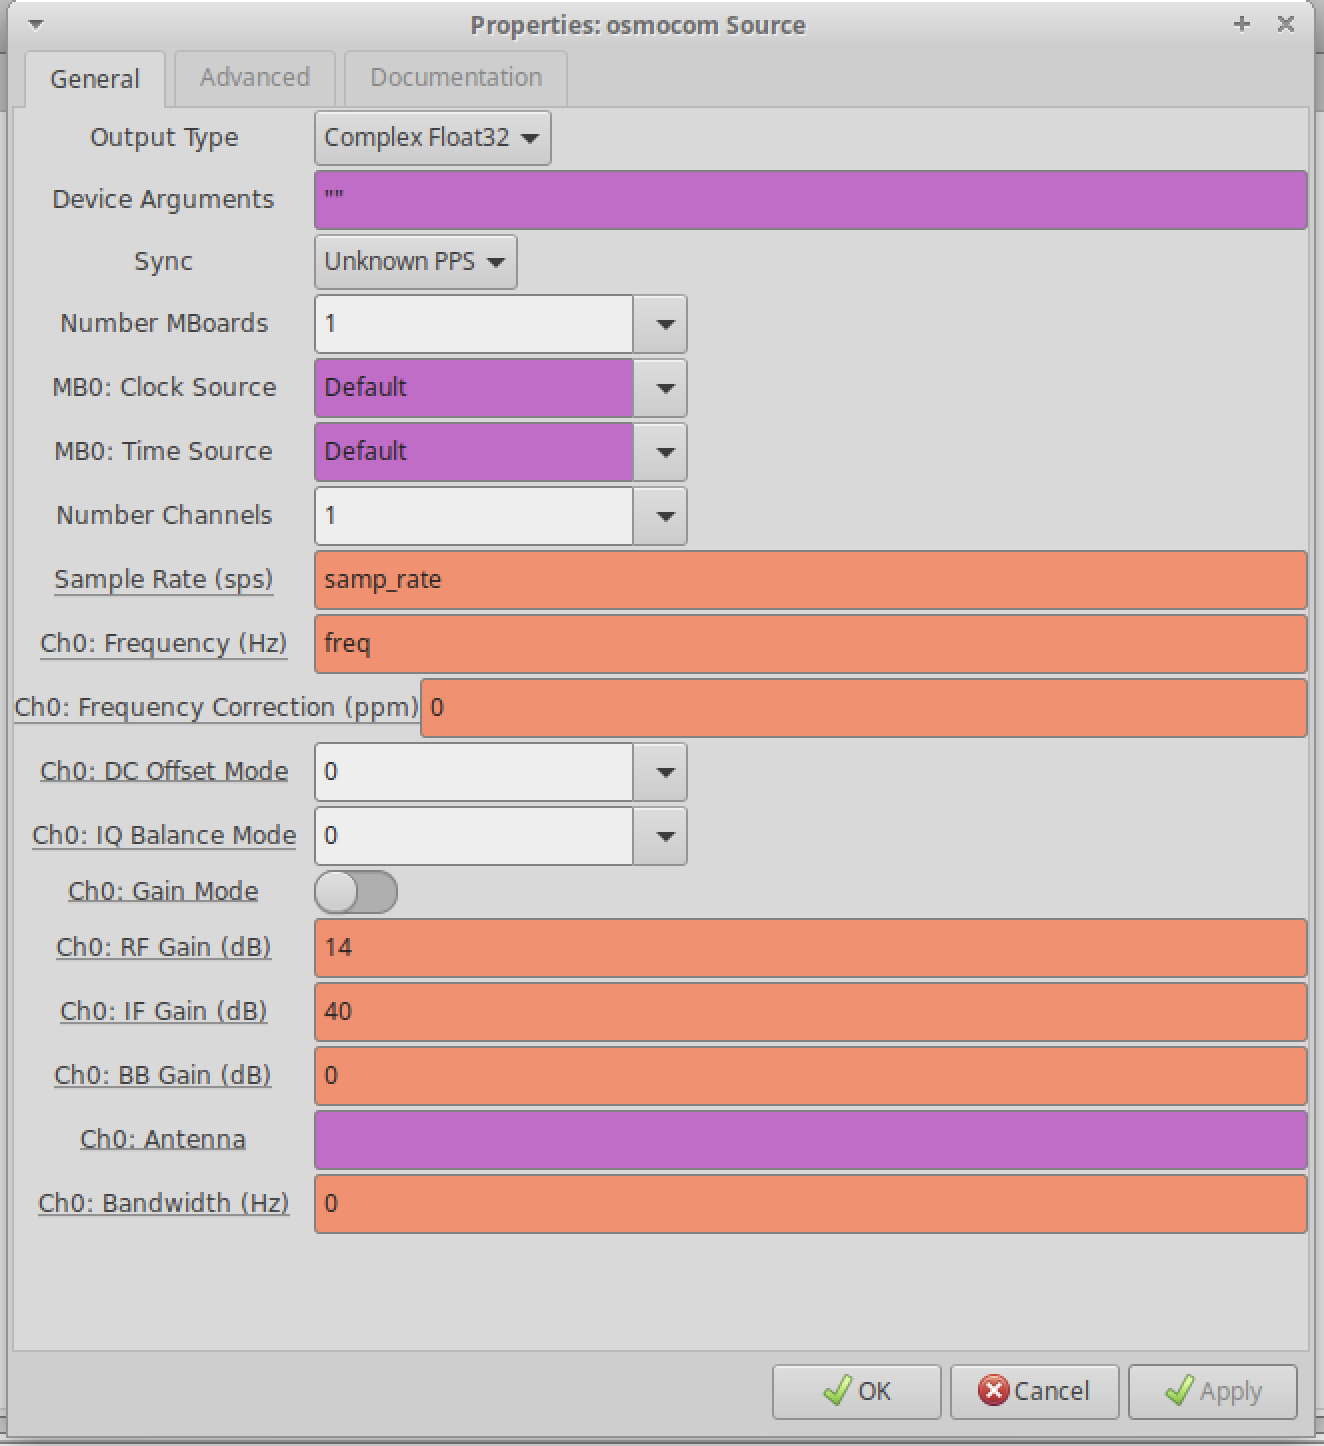 Properties: osmocom Source
General Advanced Documentation
Output Type Complex Float32
Device Arguments ""
Sync Unknown PPS
Number MBoards 1
MB0: Clock Source Default
MB0: Time Source Default
Number Channels 1
Sample Rate (sps) samp_rate
Ch0: Frequency (Hz) freq
Ch0: Frequency Correction (ppm) 0
Ch0: DC Offset Mode 0
Ch0: IQ Balance Mode 0
Ch0: Gain Mode
Ch0: RF Gain (dB) 14
Ch0: IF Gain (dB) 40
Ch0: BB Gain (dB) 0
Ch0: Antenna
Ch0: Bandwidth (Hz) 0
OK Cancel Apply